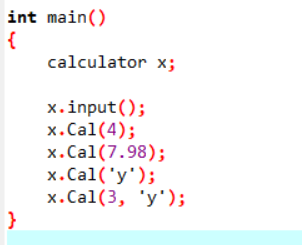 int main()
{
calculator x;
x.input();
x.Cal(4);
x.Cal(7.98);
x.Cal('y');
x.Cal(3, 'y');
}